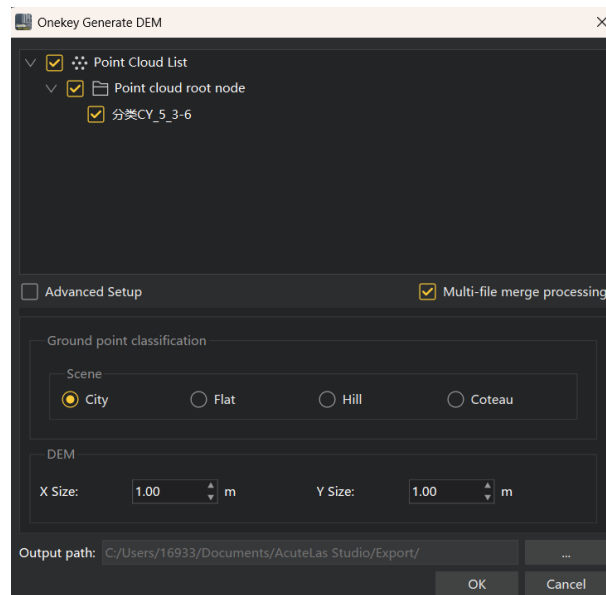 Onekey Generate DEM
Point Cloud List
Point cloud root node
分类CY_5_3-6
Advanced Setup Multi-file merge processing
Ground point classification
Scene
City Flat Hill Coteau
DEM
X Size: 1.00 m Y Size: 1.00 m
Output path: C:/Users/16933/Documents/AcuteLas Studio/Export/ ...
OK Cancel